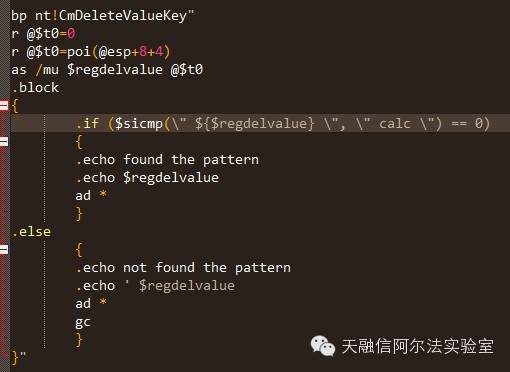 bp nt!CmDeleteValueKey"
r @$t0=0
r @$t0=poi(@esp+8+4)
as /mu $regdelvalue @$t0
.block
{
.if ($sicmp(\" ${$regdelvalue} \", \" calc \") == 0)
{
.echo found the pattern
.echo $regdelvalue
ad *
}
.else
{
.echo not found the pattern
.echo ' $regdelvalue
ad *
gc
}
}"
天融信阿尔法实验室